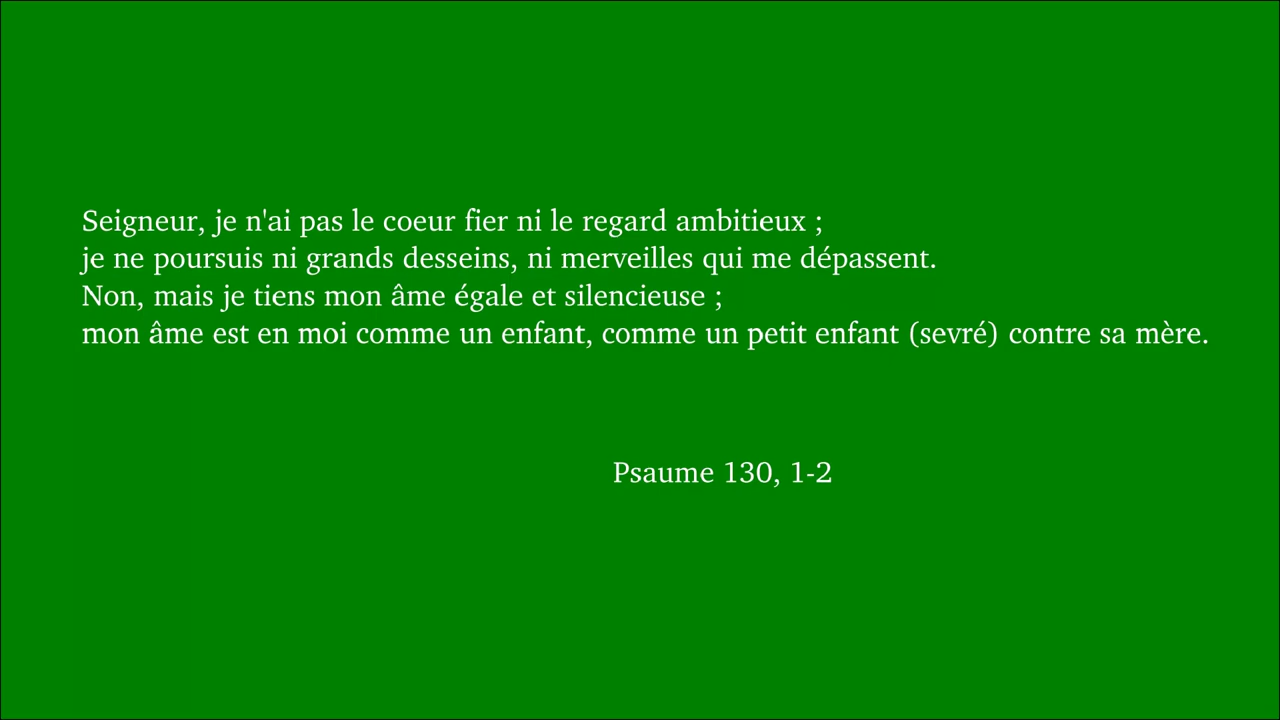 Seigneur, je n'ai pas le coeur fier ni le regard ambitieux ;
je ne poursuis ni grands desseins, ni merveilles qui me dépassent.
Non, mais je tiens mon âme égale et silencieuse ;
mon âme est en moi comme un enfant, comme un petit enfant (sevré) contre sa mère.
Psaume 130, 1-2